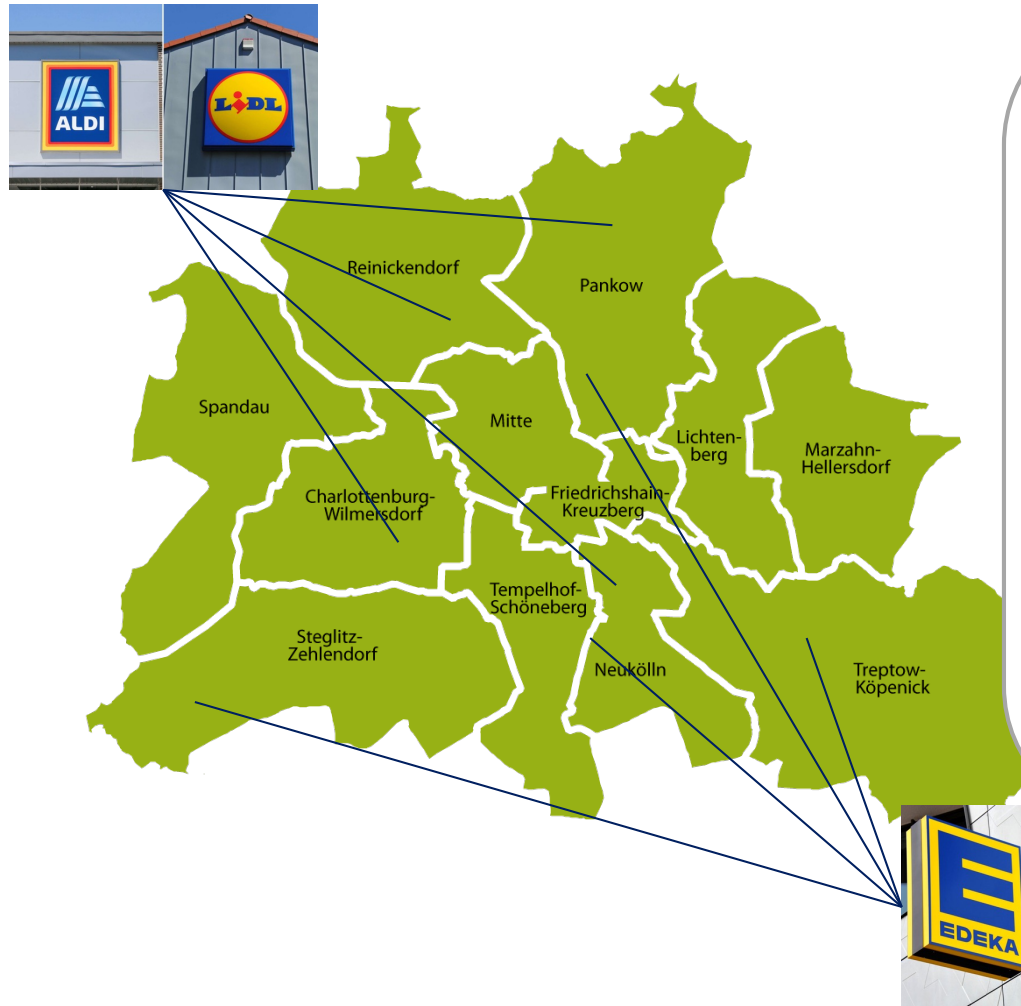 ALDI
LiDL
Reinickendorf
Pankow
Spandau
Mitte
Lichten-
berg
Marzahn-
Hellersdorf
Charlottenburg-
Wilmersdorf
Friedrichshain-
Kreuzberg
Tempelhof-
Schöneberg
Steglitz-
Zehlendorf
Neukölln
Treptow-
Köpenick
E
EDEKA